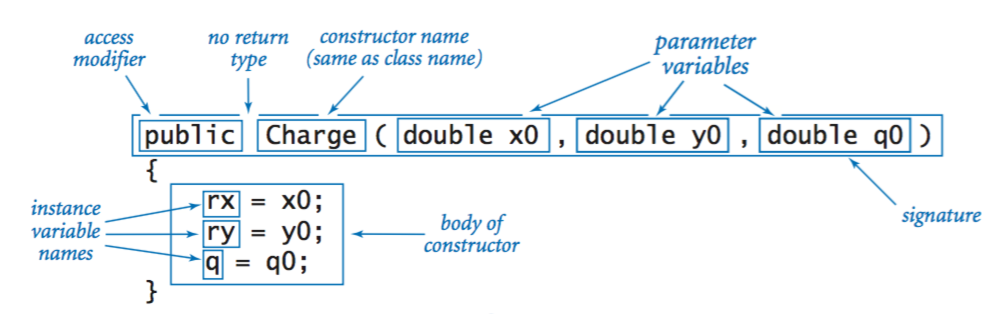 access
modifier
no return
type
constructor name
(same as class name)
parameter
variables
public Charge ( double x0 , double y0 , double q0 )
{
instance
variable
names
rx = x0;
ry = y0;
q = q0;
body of
constructor
signature
}